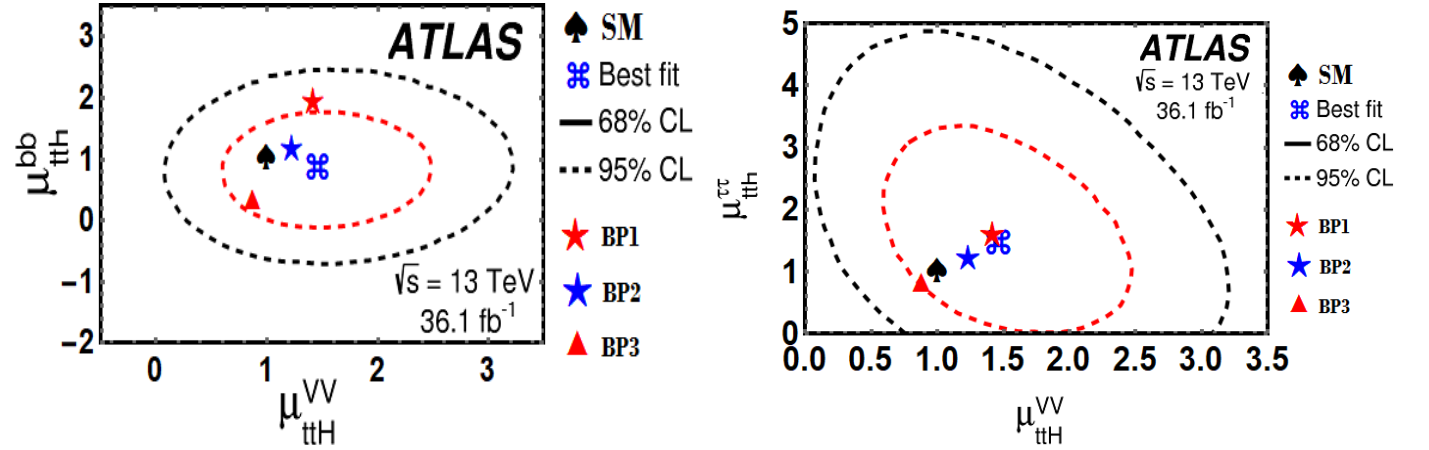 ATLAS
3
2
1
0
−1
−2
μ^bb_ttH
√s = 13 TeV
36.1 fb⁻¹
0 1 2 3
μ^VV_ttH
SM
Best fit
68% CL
95% CL
BP1
BP2
BP3
ATLAS
√s = 13 TeV
36.1 fb⁻¹
5
4
3
2
1
0
μ^ττ_ttH
0.0 0.5 1.0 1.5 2.0 2.5 3.0 3.5
μ^VV_ttH
SM
Best fit
68% CL
95% CL
BP1
BP2
BP3